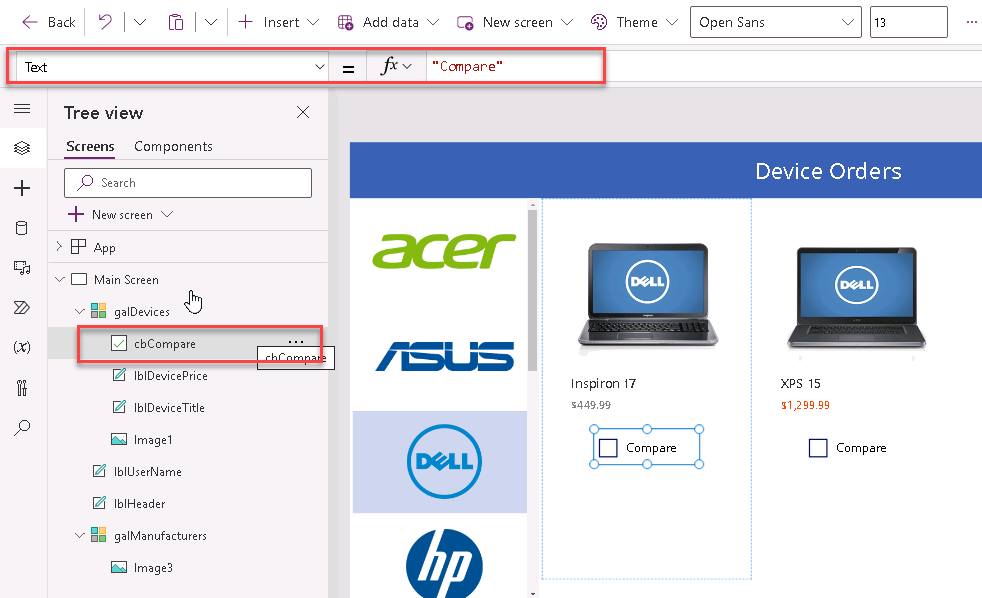 Back Insert Add data New screen Theme Open Sans 13 ...
Text = fx "Compare"
Tree view
Screens Components
Search
New screen
App
Main Screen
galDevices
cbCompare ...
cbCompare
lblDevicePrice
lblDeviceTitle
Image1
lblUserName
lblHeader
galManufacturers
Image3
(x)
Device Orders
acer
ASUS
DELL
hp
DELL
Inspiron 17
$449.99
Compare
DELL
XPS 15
$1,299.99
Compare